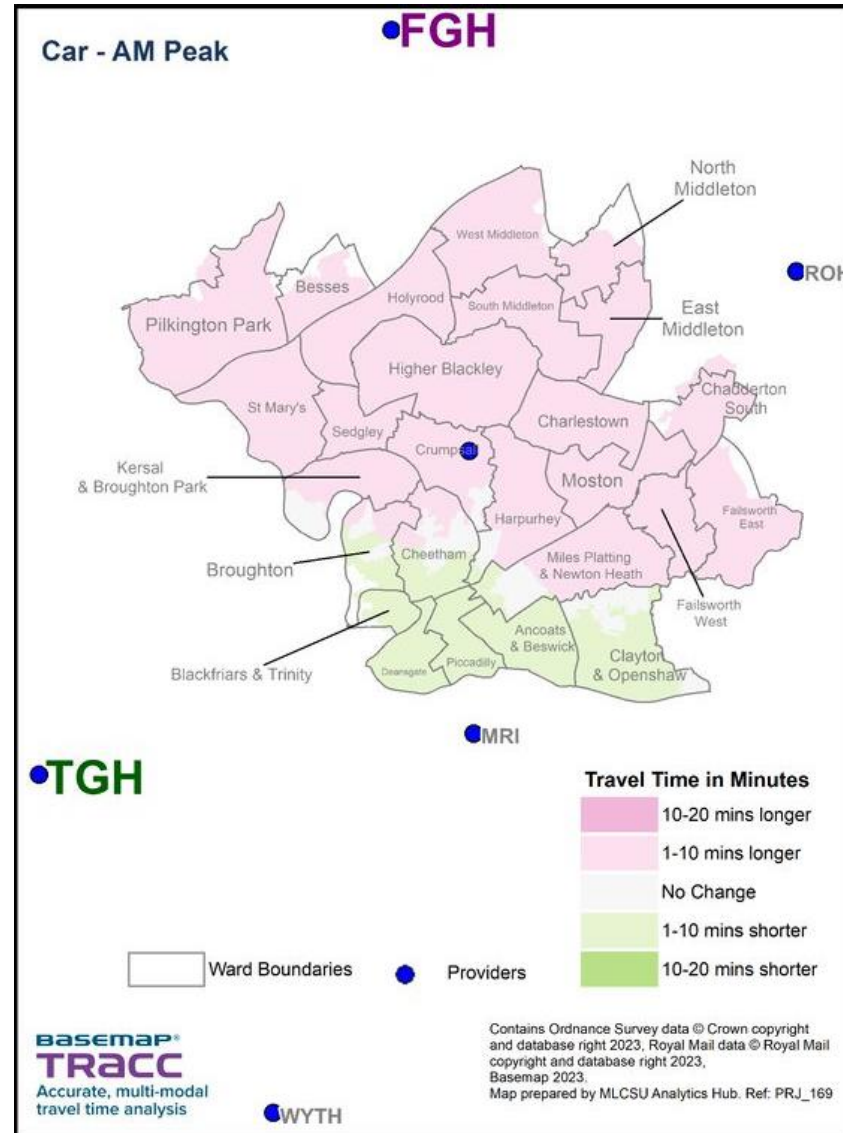 FGH
Car - AM Peak
North
Middleton
West Middleton
ROH
Besses
Holyrood
South Middleton
East
Middleton
Pilkington Park
Higher Blackley
Chadderton
South
St Mary's
Charlestown
Sedgley
Crumpsall
Kersal
& Broughton Park
Moston
Harpurhey
Failsworth
East
Broughton
Cheetham
Miles Platting
& Newton Heath
Failsworth
West
Blackfriars & Trinity
Ancoats
& Beswick
Clayton
& Openshaw
Deansgate
Piccadilly
MRI
TGH
Travel Time in Minutes
10-20 mins longer
1-10 mins longer
No Change
1-10 mins shorter
10-20 mins shorter
Ward Boundaries
Providers
BASEMAP®
TRACC
Accurate, multi-modal
travel time analysis
Contains Ordnance Survey data © Crown copyright
and database right 2023, Royal Mail data © Royal Mail
copyright and database right 2023,
Basemap 2023.
Map prepared by MLCSU Analytics Hub. Ref: PRJ_169
WYTH